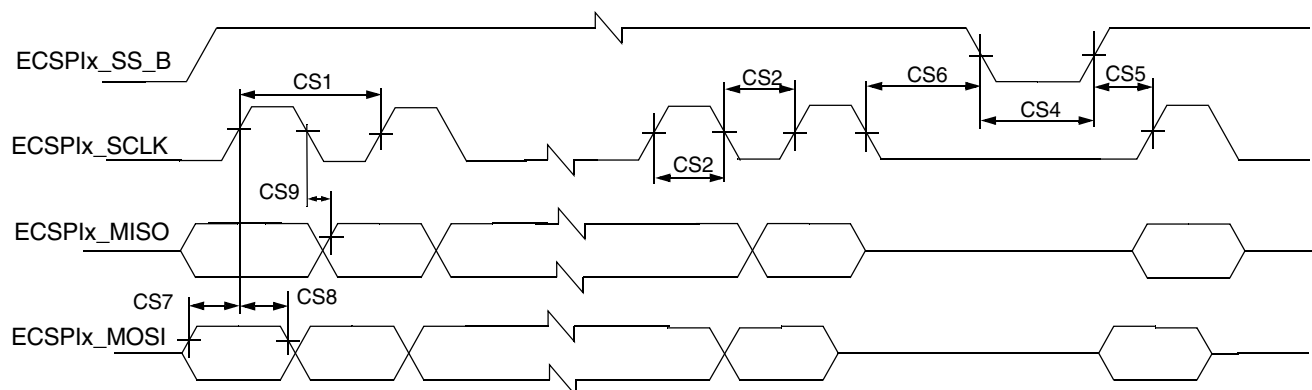 ECSPIx_SS_B
CS1
CS2
CS6
CS5
CS4
ECSPIx_SCLK
CS2
CS9
ECSPIx_MISO
CS7
CS8
ECSPIx_MOSI